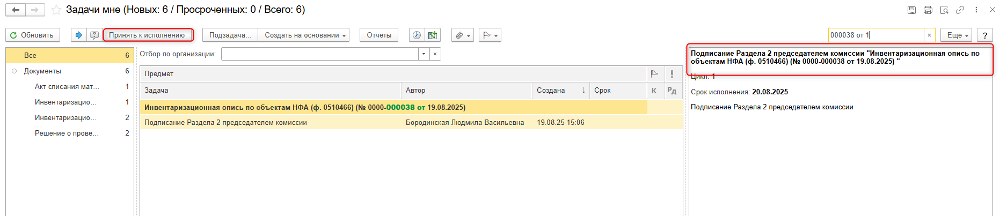 Задачи мне (Новых: 6 / Просроченных: 0 / Всего: 6)
Обновить
Принять к исполнению
Подзадача...
Создать на основании
Отчеты
000038 от 1
×
Еще
?
Все 6
Документы 6
Акт списания мат... 1
Инвентаризацио... 1
Инвентаризацио... 2
Решение о прове... 2
Отбор по организации:
Предмет
Задача Автор Создана ↓ Срок К Рд
Инвентаризационная опись по объектам НФА (ф. 0510466) (№ 0000-000038 от 19.08.2025)
Подписание Раздела 2 председателем комиссии Бородинская Людмила Васильевна 19.08.25 15:06
Подписание Раздела 2 председателем комиссии "Инвентаризационная опись по
объектам НФА (ф. 0510466) (№ 0000-000038 от 19.08.2025) "
Цикл: 1
Срок исполнения: 20.08.2025
Подписание Раздела 2 председателем комиссии